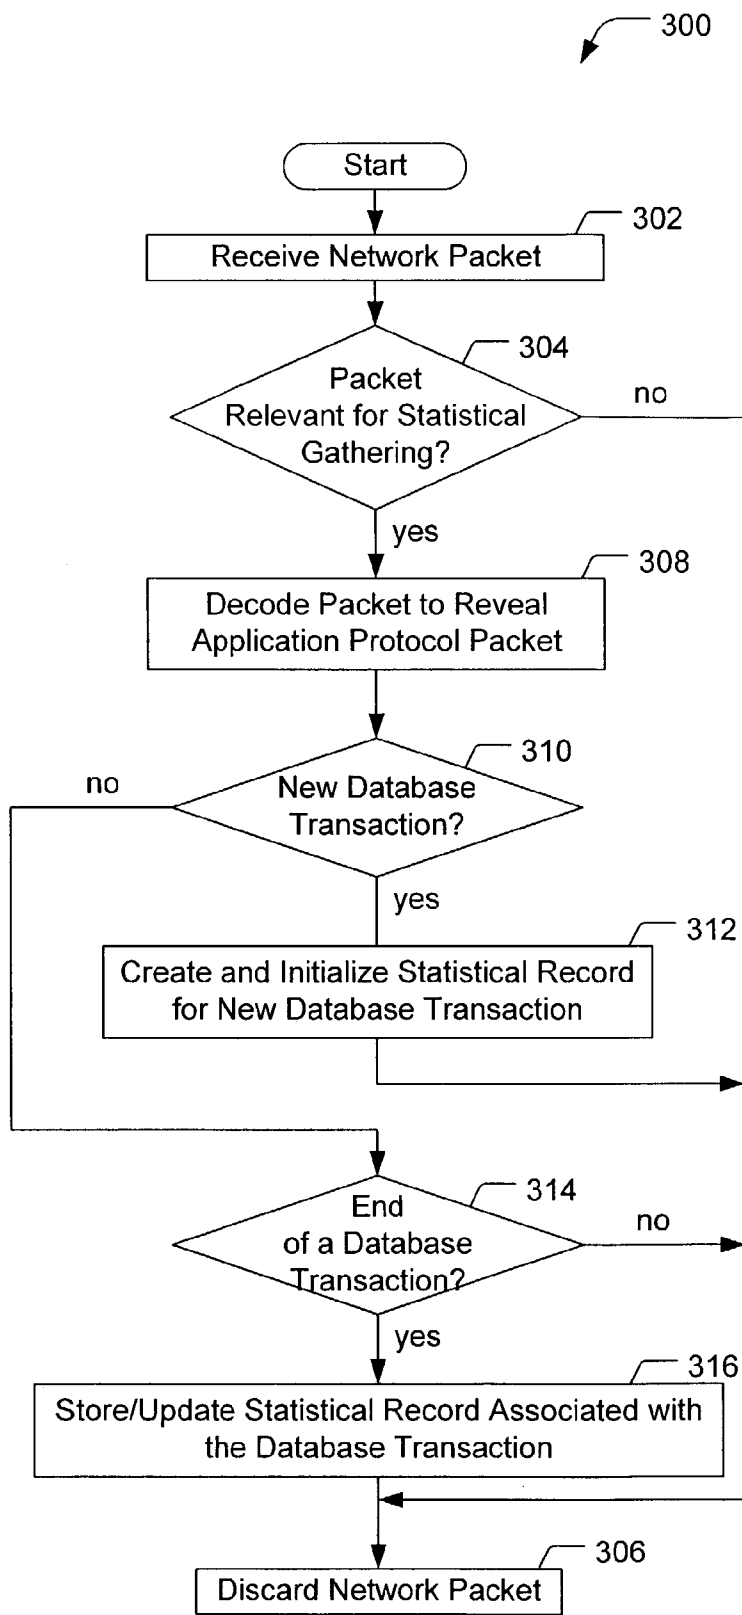 300
Start
302
Receive Network Packet
304
Packet
Relevant for Statistical
Gathering?
no
yes
308
Decode Packet to Reveal
Application Protocol Packet
310
no
New Database
Transaction?
yes
312
Create and Initialize Statistical Record
for New Database Transaction
314
End
of a Database
Transaction?
no
yes
316
Store/Update Statistical Record Associated with
the Database Transaction
306
Discard Network Packet